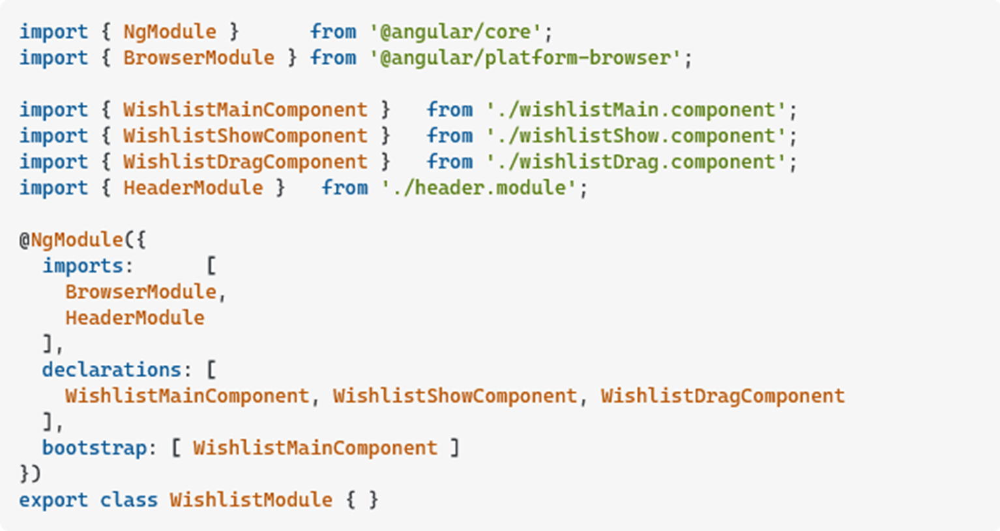 import { NgModule }      from '@angular/core';
import { BrowserModule } from '@angular/platform-browser';

import { WishlistMainComponent }   from './wishlistMain.component';
import { WishlistShowComponent }   from './wishlistShow.component';
import { WishlistDragComponent }   from './wishlistDrag.component';
import { HeaderModule }   from './header.module';

@NgModule({
  imports:      [
    BrowserModule,
    HeaderModule
  ],
  declarations: [
    WishlistMainComponent, WishlistShowComponent, WishlistDragComponent
  ],
  bootstrap: [ WishlistMainComponent ]
})
export class WishlistModule { }